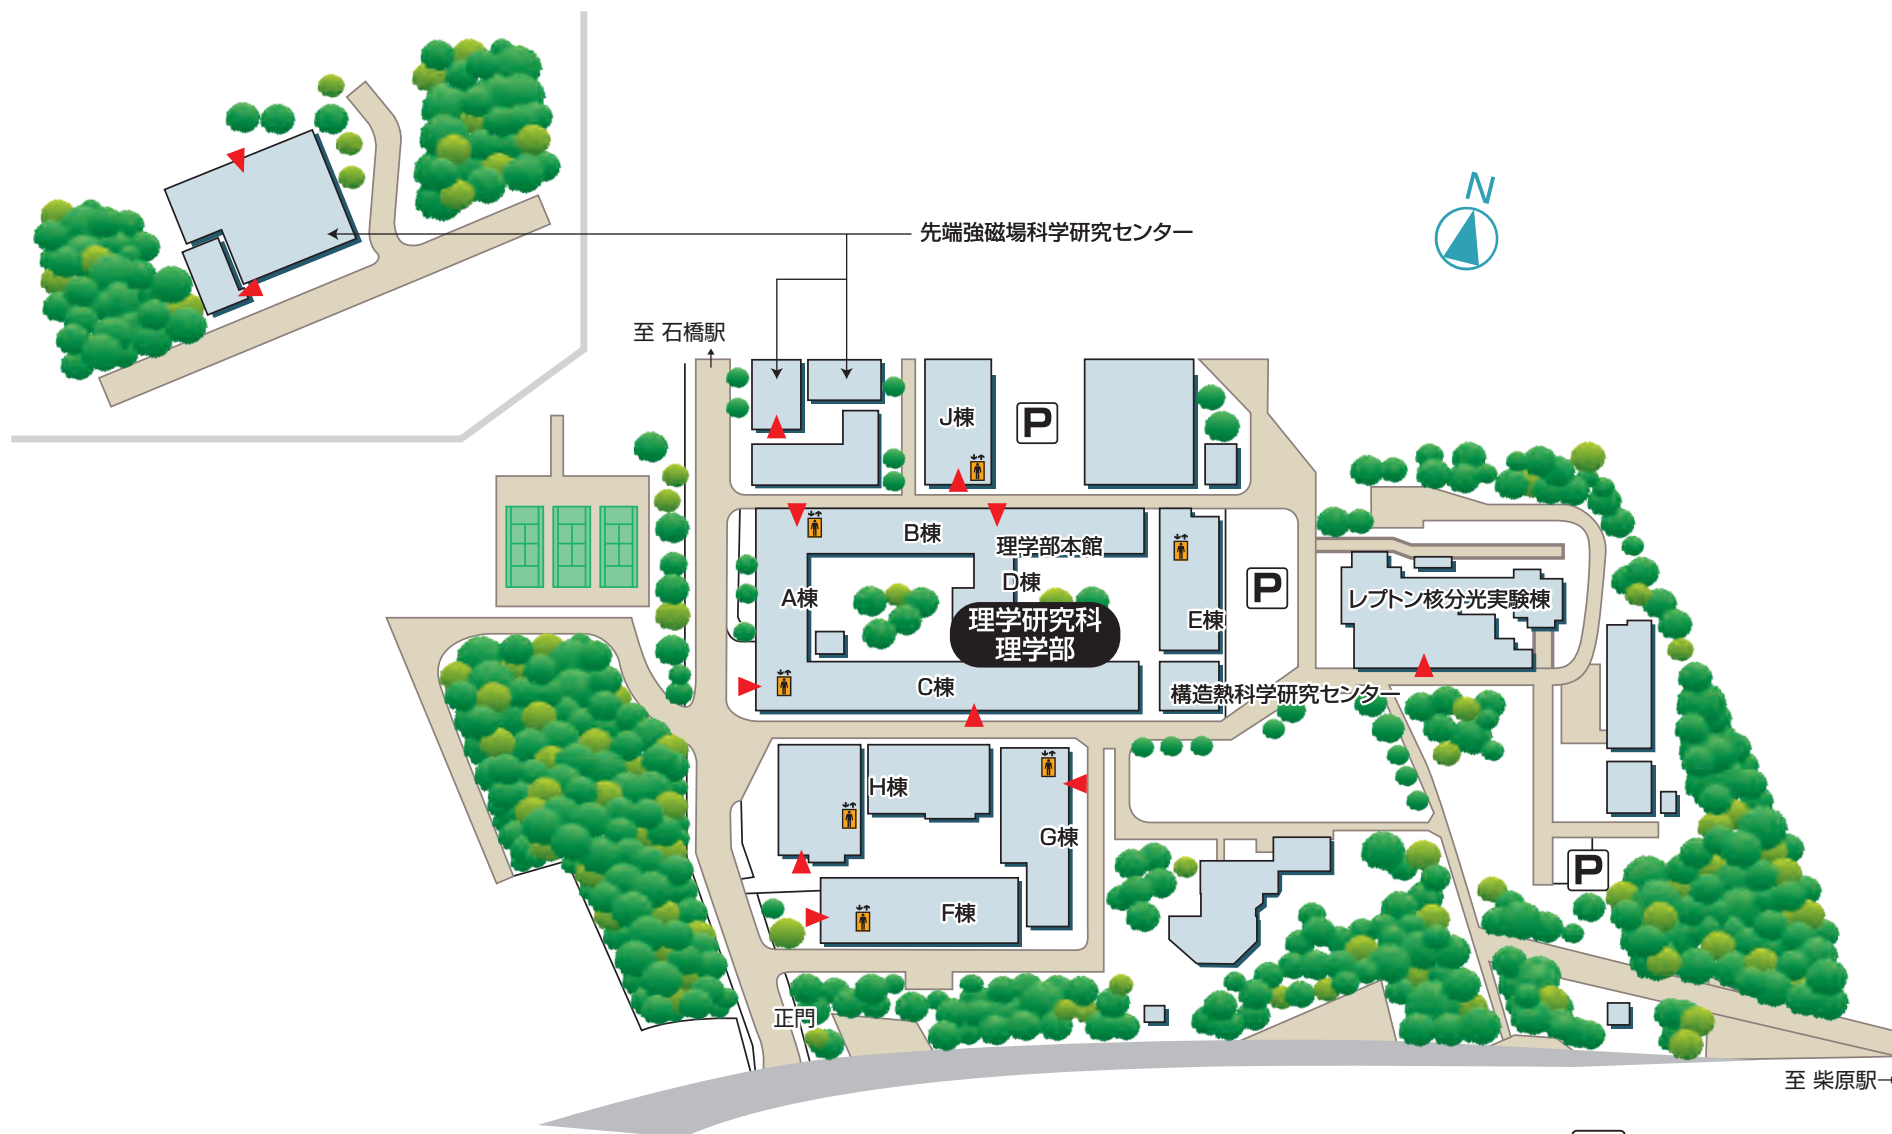 N
先端強磁場科学研究センター
至 石橋駅
J棟
P
B棟
理学部本館
D棟
A棟
P
レプトン核分光実験棟
理学研究科
理学部
E棟
C棟
構造熱科学研究センター
H棟
G棟
P
F棟
正門
至 柴原駅→